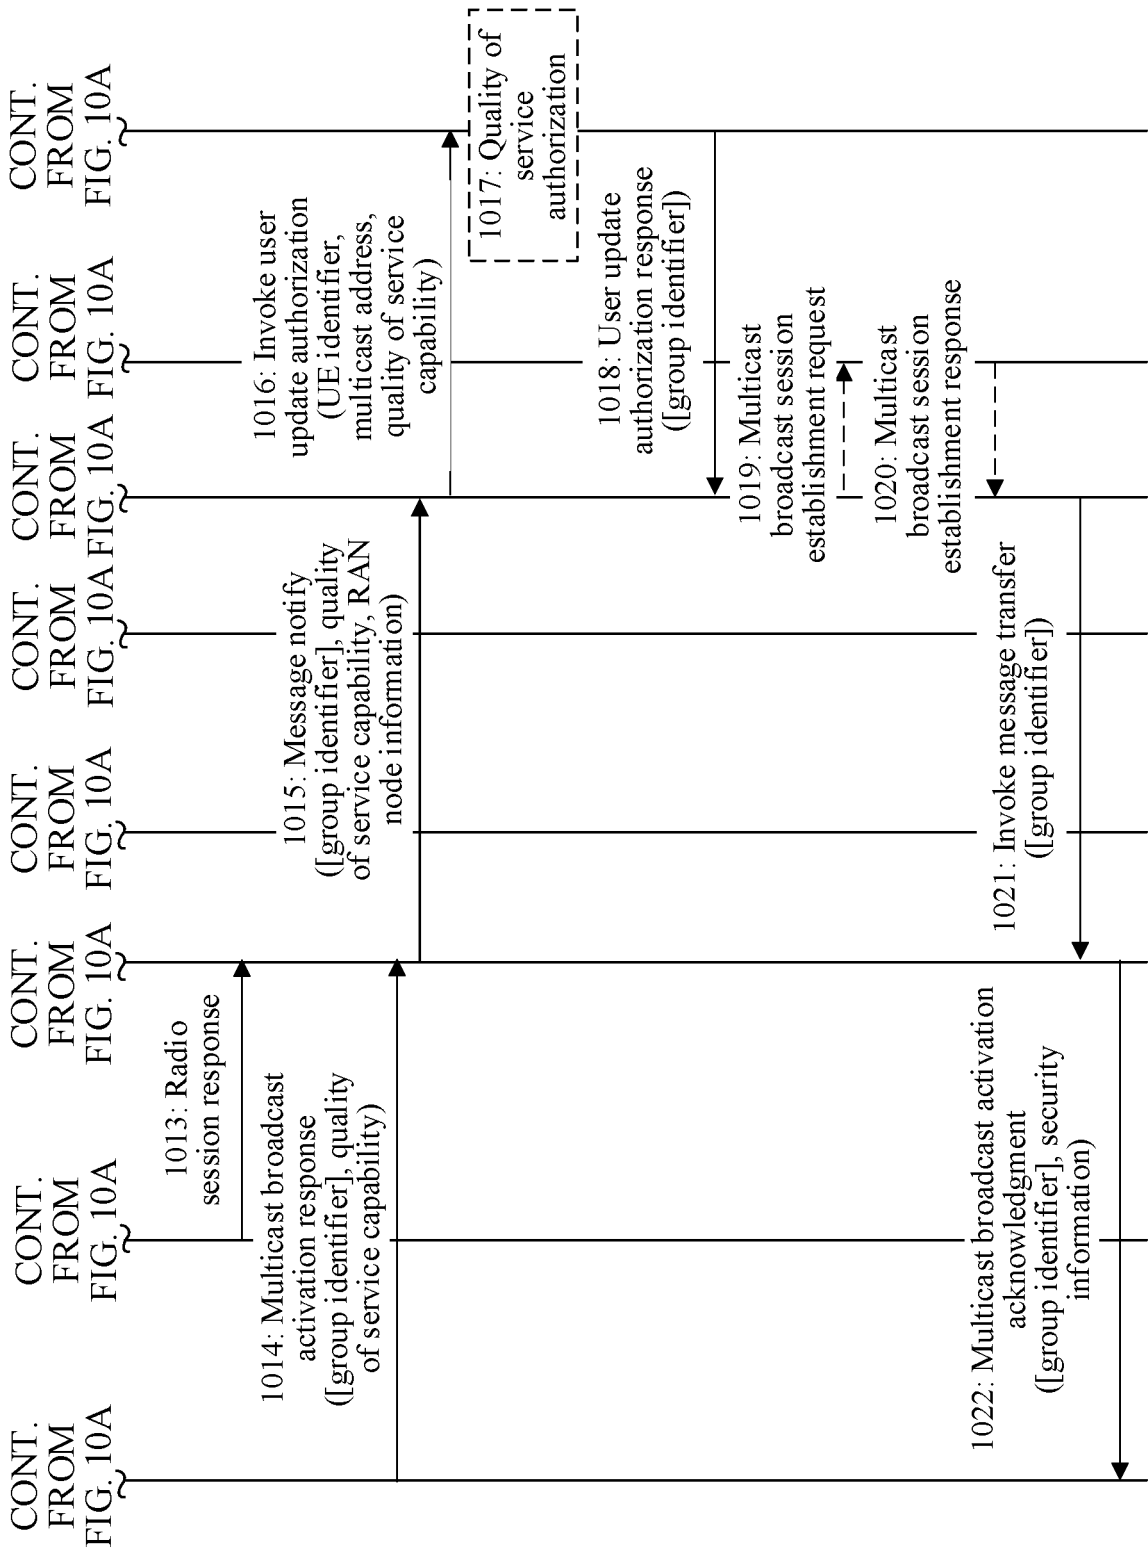 CONT.
FROM
FIG. 10A
CONT.
FROM
FIG. 10A
CONT.
FROM
FIG. 10A
CONT.
FROM
FIG. 10A
CONT.
FROM
FIG. 10A
CONT.
FROM
FIG. 10A
CONT.
FROM
FIG. 10A
CONT.
FROM
FIG. 10A
1013: Radio
session response
1014: Multicast broadcast
activation response
([group identifier], quality
of service capability)
1015: Message notify
([group identifier], quality
of service capability, RAN
node information)
1016: Invoke user
update authorization
(UE identifier,
multicast address,
quality of service
capability)
1017: Quality of
service
authorization
1018: User update
authorization response
([group identifier])
1019: Multicast
broadcast session
establishment request
1020: Multicast
broadcast session
establishment response
1021: Invoke message transfer
([group identifier])
1022: Multicast broadcast activation
acknowledgment
([group identifier], security
information)